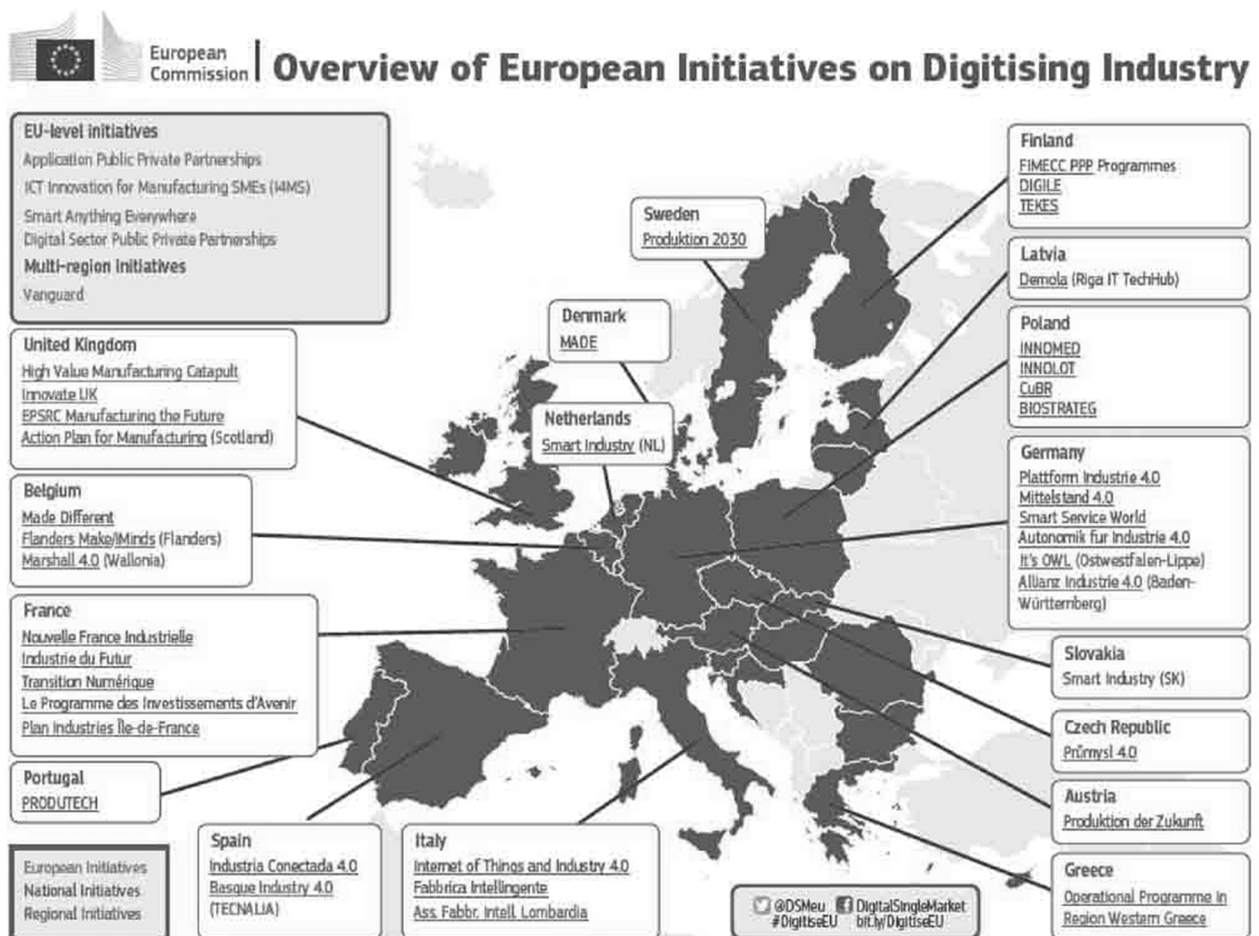 European
Commission
Overview of European Initiatives on Digitising Industry
EU-level initiatives
Application Public Private Partnerships
ICT Innovation for Manufacturing SMEs (I4MS)
Smart Anything Everywhere
Digital Sector Public Private Partnerships
Multi-region initiatives
Vanguard
United Kingdom
High Value Manufacturing Catapult
Innovate UK
EPSRC Manufacturing the Future
Action Plan for Manufacturing (Scotland)
Belgium
Made Different
Flanders Make/iMinds (Flanders)
Marshall 4.0 (Wallonia)
France
Nouvelle France Industrielle
Industrie du Futur
Transition Numérique
Le Programme des Investissements d'Avenir
Plan Industries Île-de-France
Portugal
PRODUTECH
European Initiatives
National Initiatives
Regional Initiatives
Spain
Industria Conectada 4.0
Basque Industry 4.0
(TECNALIA)
Italy
Internet of Things and Industry 4.0
Fabbrica Intellingente
Ass. Fabbr. Intell. Lombardia
Sweden
Produktion 2030
Denmark
MADE
Netherlands
Smart Industry (NL)
Finland
FIMECC PPP Programmes
DIGILE
TEKES
Latvia
Demola (Riga IT TechHub)
Poland
INNOMED
INNOLOT
CuBR
BIOSTRATEG
Germany
Plattform Industrie 4.0
Mittelstand 4.0
Smart Service World
Autonomik fur Industrie 4.0
It's OWL (Ostwestfalen-Lippe)
Allianz Industrie 4.0 (Baden-
Württemberg)
Slovakia
Smart Industry (SK)
Czech Republic
Průmysl 4.0
Austria
Produktion der Zukunft
Greece
Operational Programme in
Region Western Greece
@DSMeu
#DigitiseEU
DigitalSingleMarket
bit.ly/DigitiseEU